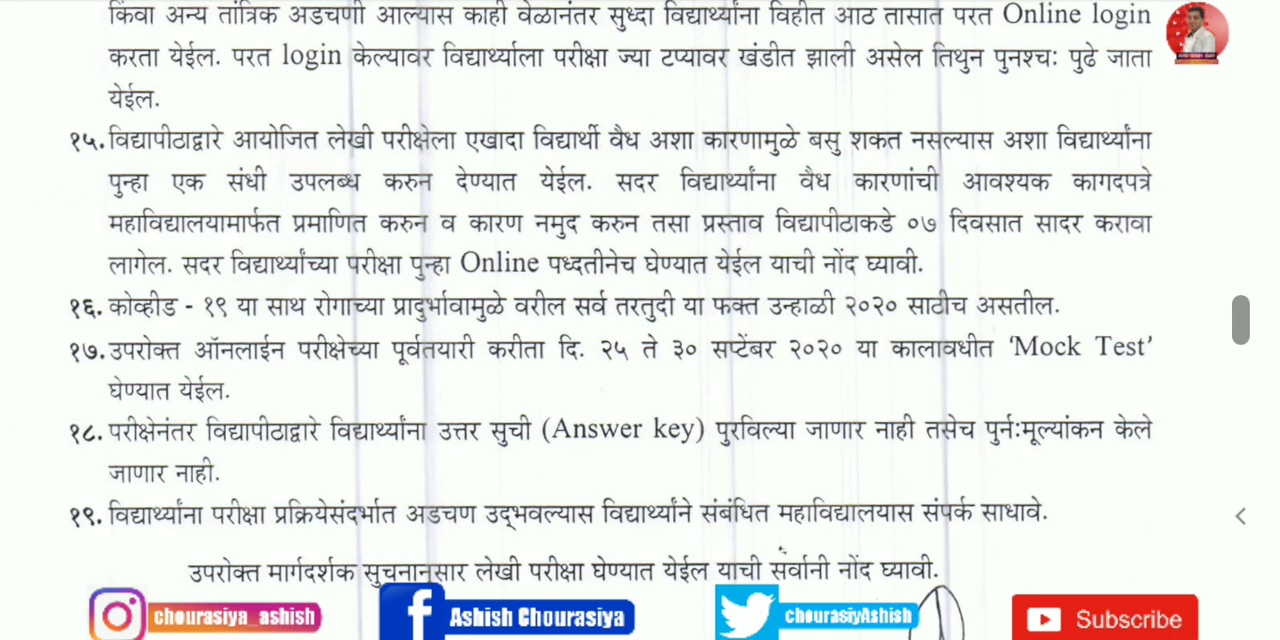 किंवा अन्य तांत्रिक अडचणी आल्यास काही वेळानंतर सुध्दा विद्यार्थ्यांना विहीत आठ तासात परत Online login
करता येईल. परत login केल्यावर विद्यार्थ्याला परीक्षा ज्या टप्यावर खंडीत झाली असेल तिथुन पुनश्चः पुढे जाता
येईल.
१५. विद्यापीठाद्वारे आयोजित लेखी परीक्षेला एखादा विद्यार्थी वैध अशा कारणामुळे बसु शकत नसल्यास अशा विद्यार्थ्यांना
पुन्हा एक संधी उपलब्ध करुन देण्यात येईल. सदर विद्यार्थ्यांना वैध कारणांची आवश्यक कागदपत्रे
महाविद्यालयामार्फत प्रमाणित करुन व कारण नमुद करुन तसा प्रस्ताव विद्यापीठाकडे ०७ दिवसात सादर करावा
लागेल. सदर विद्यार्थ्यांच्या परीक्षा पुन्हा Online पध्दतीनेच घेण्यात येईल याची नोंद घ्यावी.
१६. कोव्हीड - १९ या साथ रोगाच्या प्रादुर्भावामुळे वरील सर्व तरतुदी या फक्त उन्हाळी २०२० साठीच असतील.
१७. उपरोक्त ऑनलाईन परीक्षेच्या पूर्वतयारी करीता दि. २५ ते ३० सप्टेंबर २०२० या कालावधीत ‘Mock Test’
घेण्यात येईल.
१८. परीक्षेनंतर विद्यापीठाद्वारे विद्यार्थ्यांना उत्तर सुची (Answer key) पुरविल्या जाणार नाही तसेच पुर्नःमूल्यांकन केले
जाणार नाही.
१९. विद्यार्थ्यांना परीक्षा प्रक्रियेसंदर्भात अडचण उद्‌भवल्यास विद्यार्थ्याने संबंधित महाविद्यालयास संपर्क साधावे.
उपरोक्त मार्गदर्शक सुचनानुसार लेखी परीक्षा घेण्यात येईल याची सर्वानी नोंद घ्यावी.
chourasiya_ashish
Ashish Chourasiya
chourasiyAshish
Subscribe